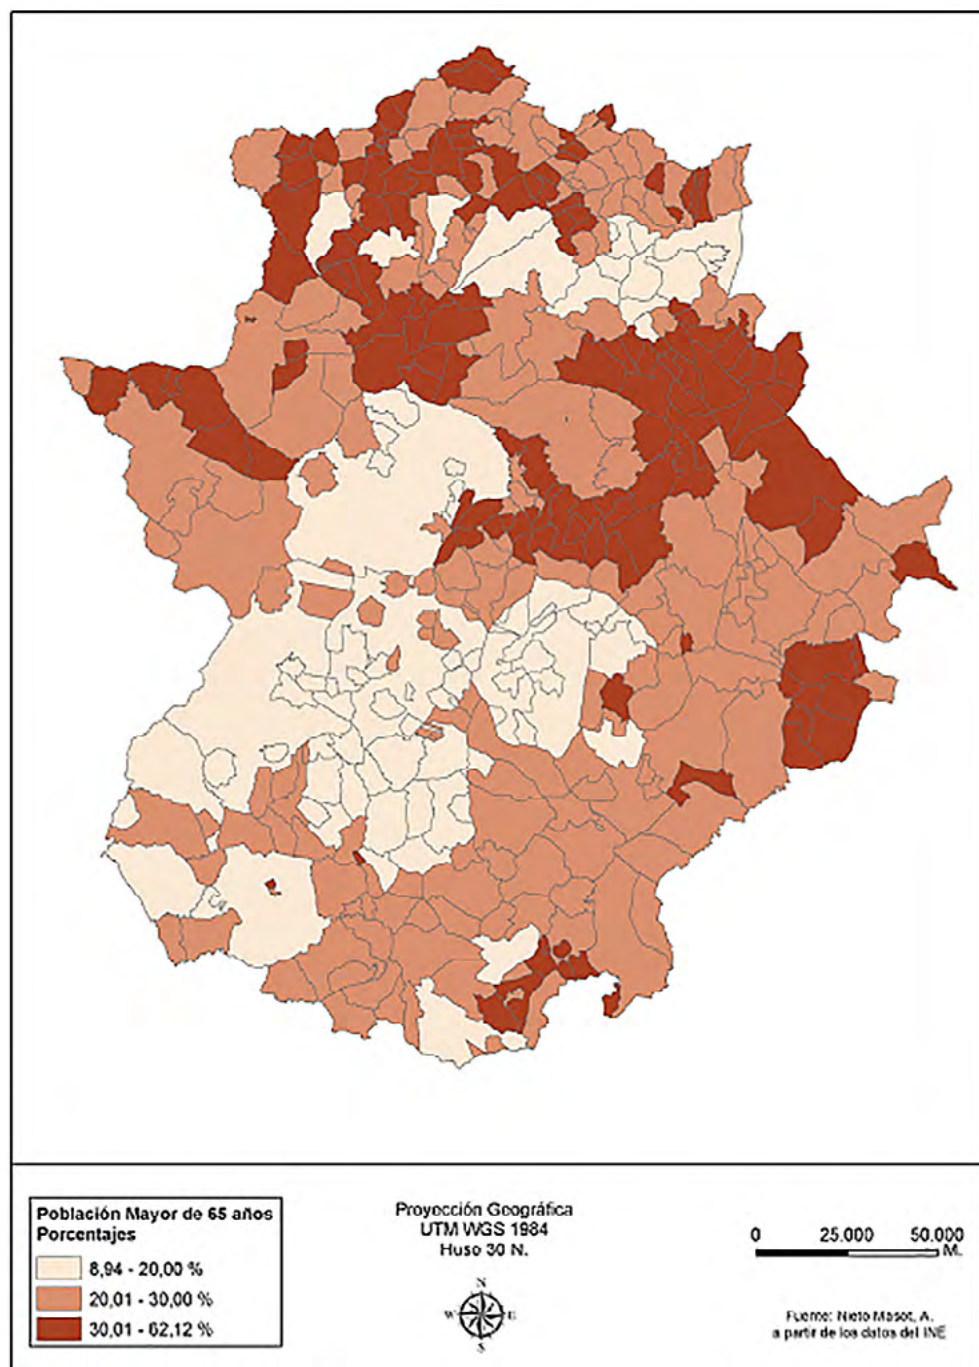 Población Mayor de 65 años
Porcentajes
8,94 - 20,00 %
20,01 - 30,00 %
30,01 - 62,12 %
Proyección Geográfica
UTM WGS 1984
Huso 30 N.
N
W E
S
0 25.000 50.000
M.
Fuente: Nieto Masot, A.
a partir de los datos del INE